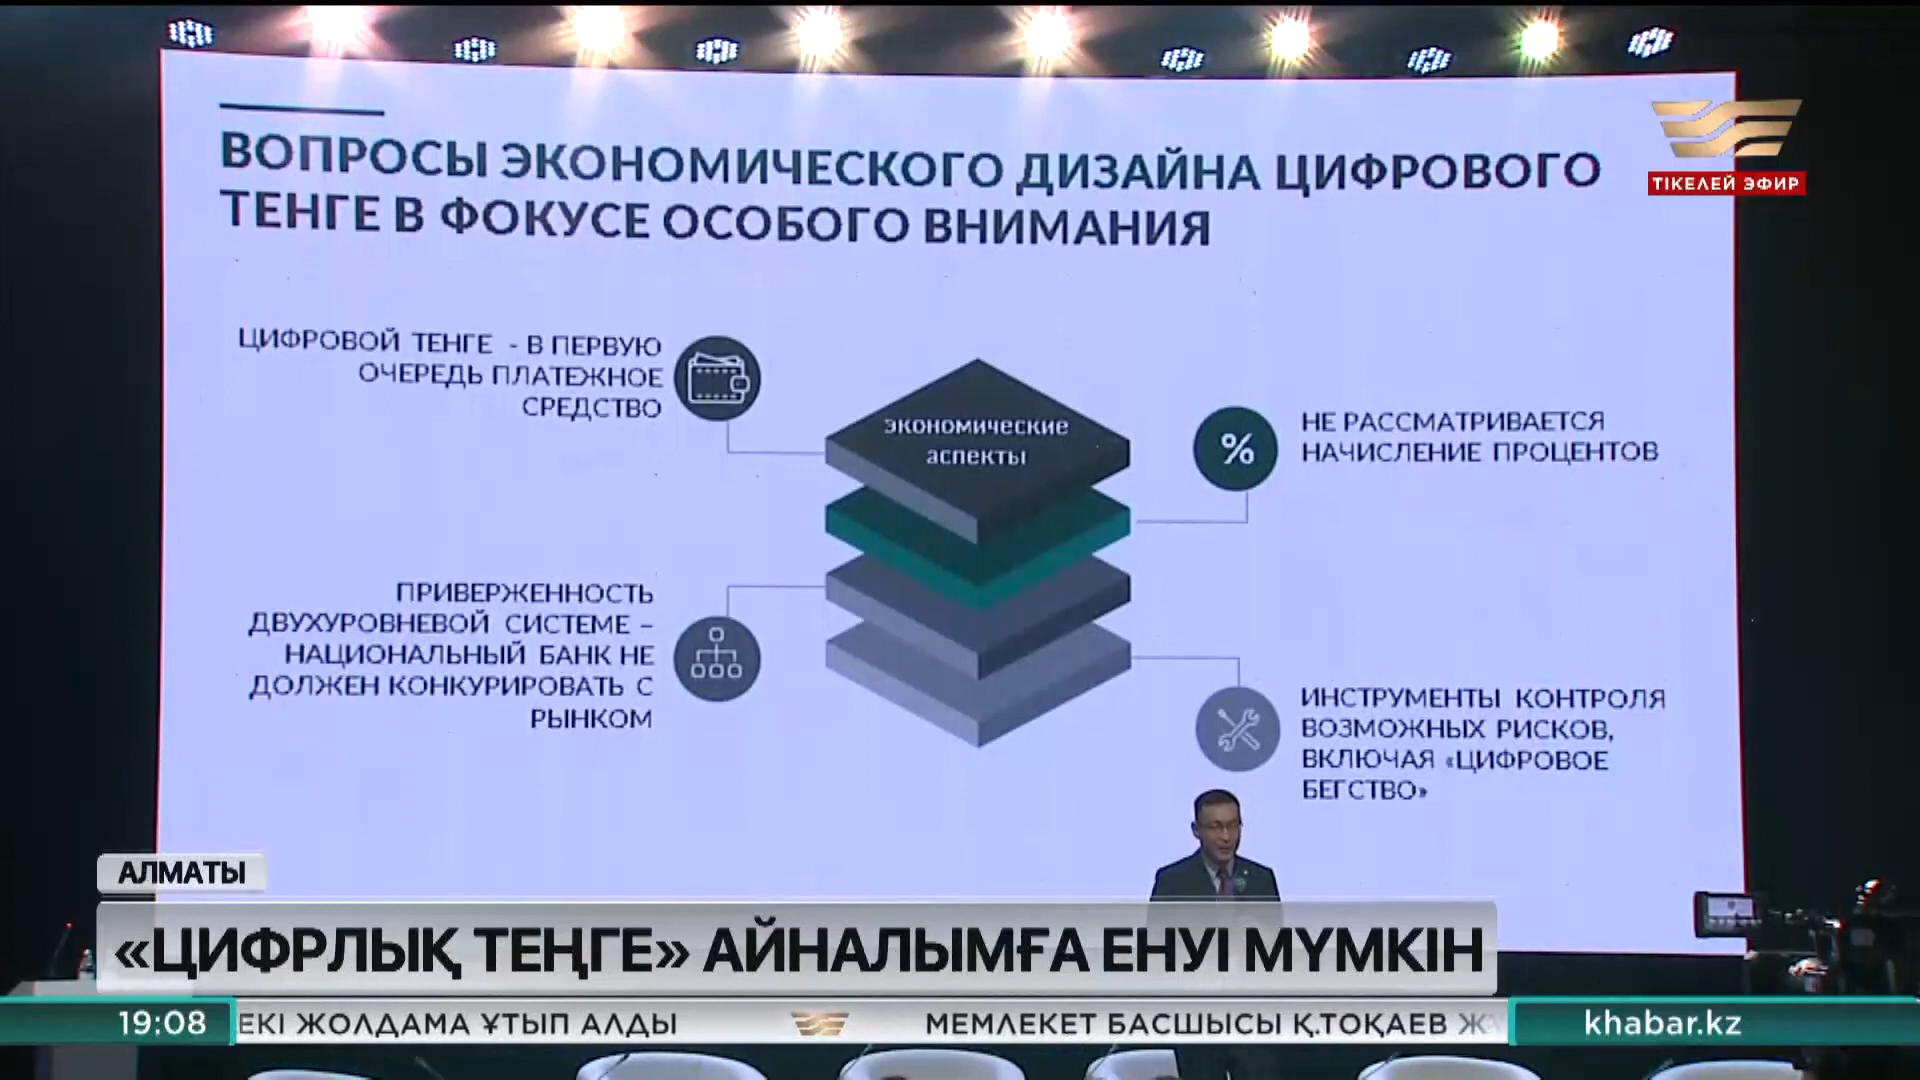 ВОПРОСЫ ЭКОНОМИЧЕСКОГО ДИЗАЙНА ЦИФРОВОГО
ТЕНГЕ В ФОКУСЕ ОСОБОГО ВНИМАНИЯ
ТІКЕЛЕЙ ЭФИР
ЦИФРОВОЙ ТЕНГЕ - В ПЕРВУЮ
ОЧЕРЕДЬ ПЛАТЕЖНОЕ
СРЕДСТВО
экономические
аспекты
%
НЕ РАССМАТРИВАЕТСЯ
НАЧИСЛЕНИЕ ПРОЦЕНТОВ
ПРИВЕРЖЕННОСТЬ
ДВУХУРОВНЕВОЙ СИСТЕМЕ –
НАЦИОНАЛЬНЫЙ БАНК НЕ
ДОЛЖЕН КОНКУРИРОВАТЬ С
РЫНКОМ
ИНСТРУМЕНТЫ КОНТРОЛЯ
ВОЗМОЖНЫХ РИСКОВ,
ВКЛЮЧАЯ «ЦИФРОВОЕ
БЕГСТВО»
АЛМАТЫ
«ЦИФРЛЫҚ ТЕҢГЕ» АЙНАЛЫМҒА ЕНУІ МҮМКІН
19:08 ЕКІ ЖОЛДАМА ҰТЫП АЛДЫ МЕМЛЕКЕТ БАСШЫСЫ Қ.ТОҚАЕВ khabar.kz